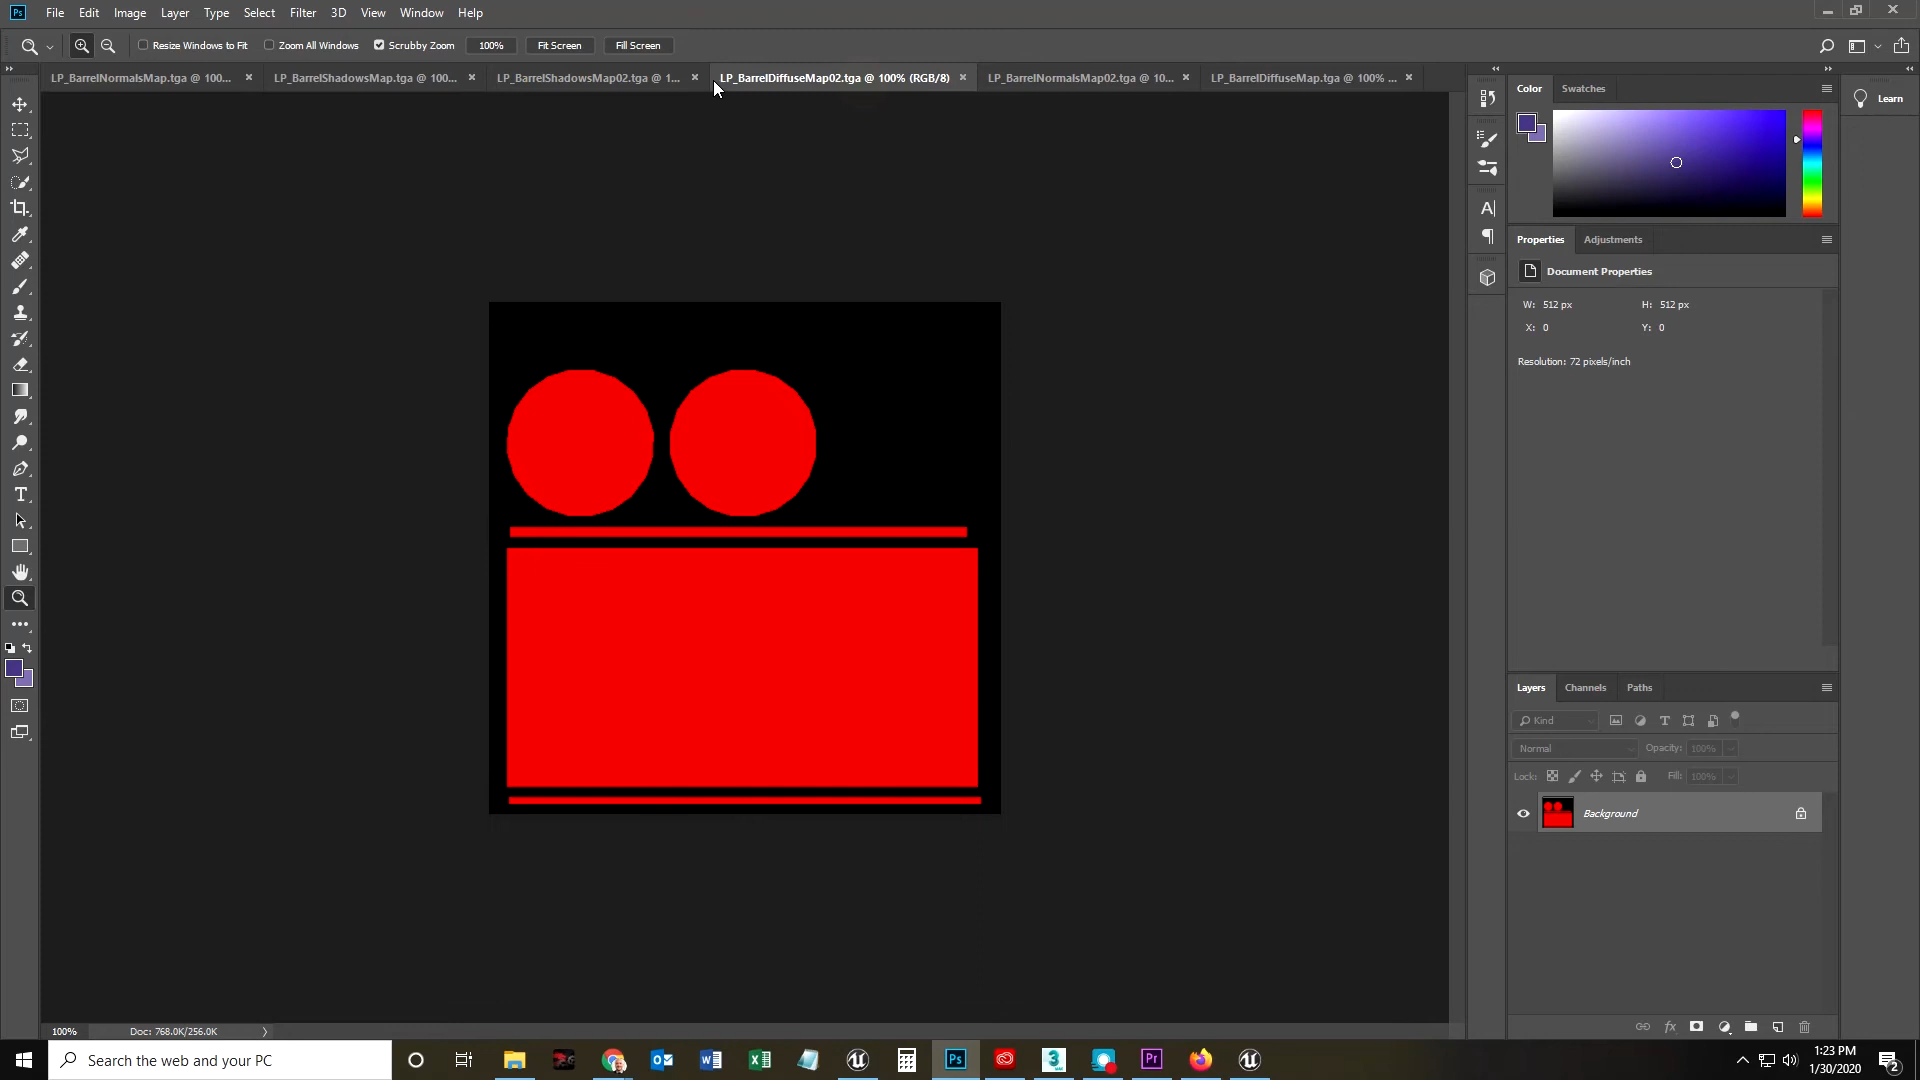 Ps File Edit Image Layer Type Select Filter 3D View Window Help
Resize Windows to Fit Zoom All Windows Scrubby Zoom 100% Fit Screen Fill Screen
LP_BarrelNormalsMap.tga @ 100... LP_BarrelShadowsMap.tga @ 100... LP_BarrelShadowsMap02.tga @ 1... LP_BarrelDiffuseMap02.tga @ 100% (RGB/8) LP_BarrelNormalsMap02.tga @ 10... LP_BarrelDiffuseMap.tga @ 100% ...
Color Swatches
Learn
Properties Adjustments
Document Properties
W: 512 px H: 512 px
X: 0 Y: 0
Resolution: 72 pixels/inch
Layers Channels Paths
Kind
Normal Opacity: 100%
Lock: Fill: 100%
Background
100% Doc: 768.0K/256.0K
Search the web and your PC
1:23 PM
1/30/2020
2